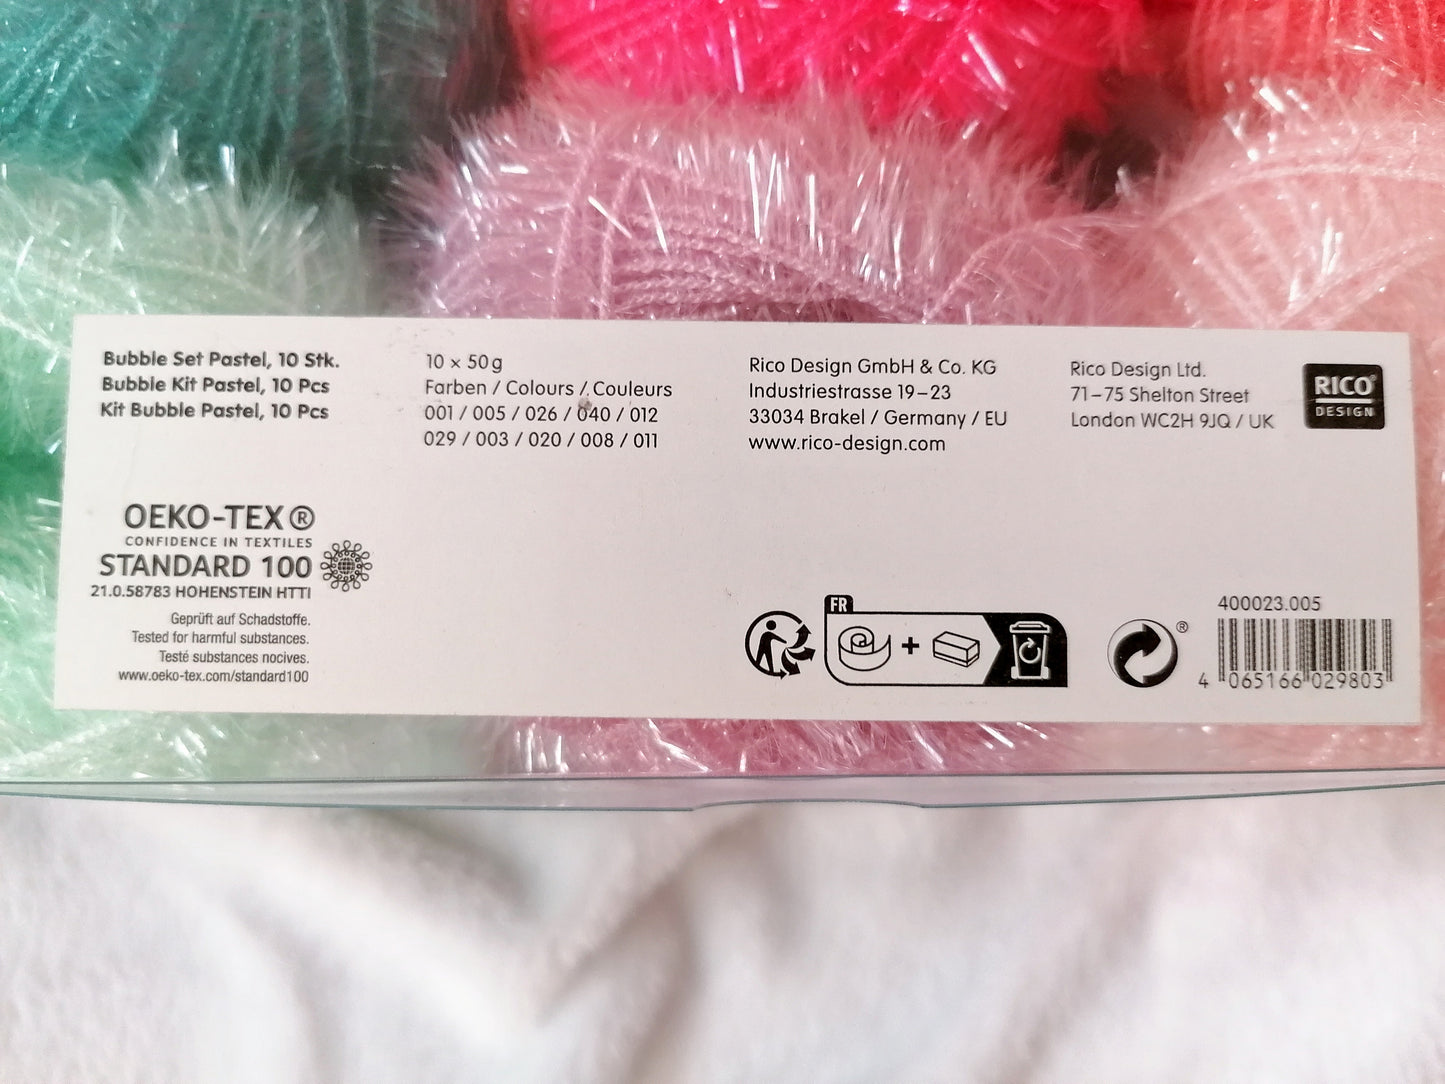 Bubble Set Pastel, 10 Stk.
Bubble Kit Pastel, 10 Pcs
Kit Bubble Pastel, 10 Pcs
10 × 50 g
Farben / Colours / Couleurs
001 / 005 / 026 / 040 / 012
029 / 003 / 020 / 008 / 011
Rico Design GmbH & Co. KG
Industriestrasse 19–23
33034 Brakel / Germany / EU
www.rico-design.com
Rico Design Ltd.
71–75 Shelton Street
London WC2H 9JQ / UK
RICO®
DESIGN
OEKO-TEX®
CONFIDENCE IN TEXTILES
STANDARD 100
21.0.58783 HOHENSTEIN HTTI
Geprüft auf Schadstoffe.
Tested for harmful substances.
Testé substances nocives.
www.oeko-tex.com/standard100
FR
+
®
400023.005
4 065166 029803